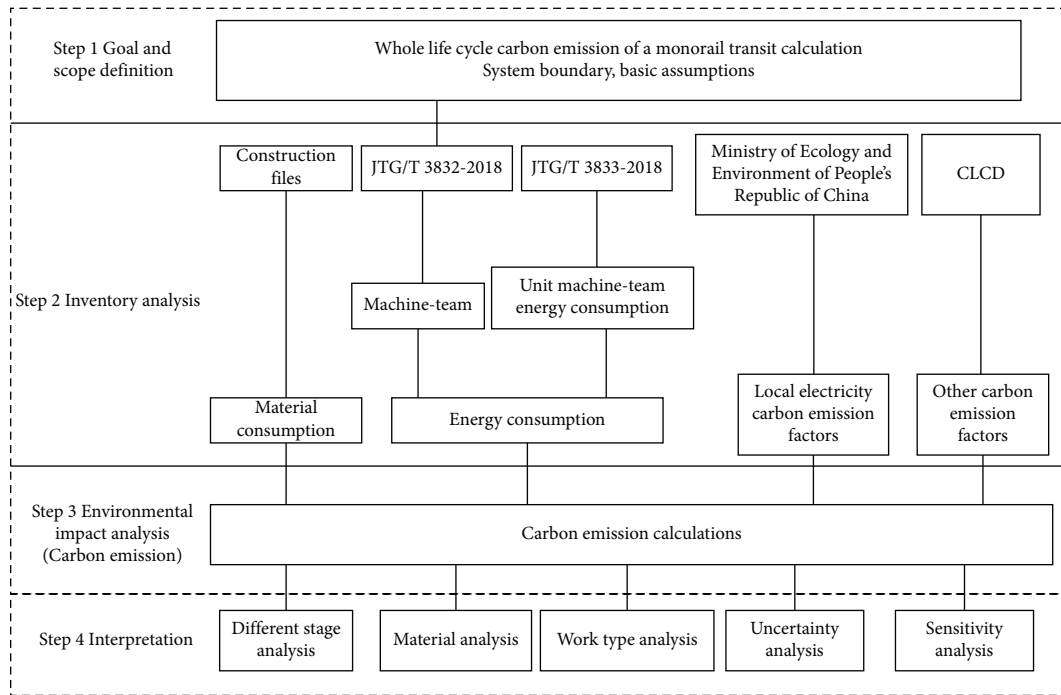 Step 1 Goal and
scope definition
Whole life cycle carbon emission of a monorail transit calculation
System boundary, basic assumptions
Step 2 Inventory analysis
Construction
files
JTG/T 3832-2018
JTG/T 3833-2018
Ministry of Ecology and
Environment of People's
Republic of China
CLCD
Machine-team
Unit machine-team
energy consumption
Material
consumption
Energy consumption
Local electricity
carbon emission
factors
Other carbon
emission
factors
Step 3 Environmental
impact analysis
(Carbon emission)
Carbon emission calculations
Step 4 Interpretation
Different stage
analysis
Material analysis
Work type analysis
Uncertainty
analysis
Sensitivity
analysis